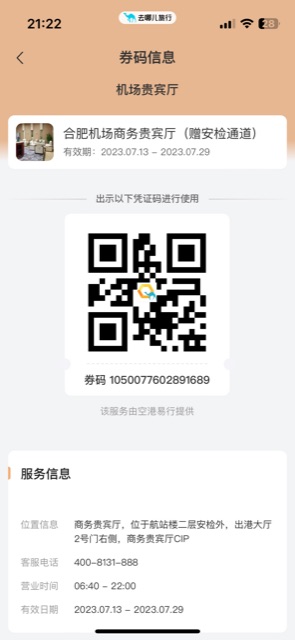 21:22
去哪儿旅行
28
券码信息
机场贵宾厅
合肥机场商务贵宾厅（赠安检通道）
有效期：2023.07.13 - 2023.07.29
出示以下凭证码进行使用
券码 1050077602891689
该服务由空港易行提供
服务信息
位置信息 商务贵宾厅，位于航站楼二层安检外，出港大厅
2号门右侧，商务贵宾厅CIP
客服电话 400-8131-888
营业时间 06:40 - 22:00
有效日期 2023.07.13 - 2023.07.29